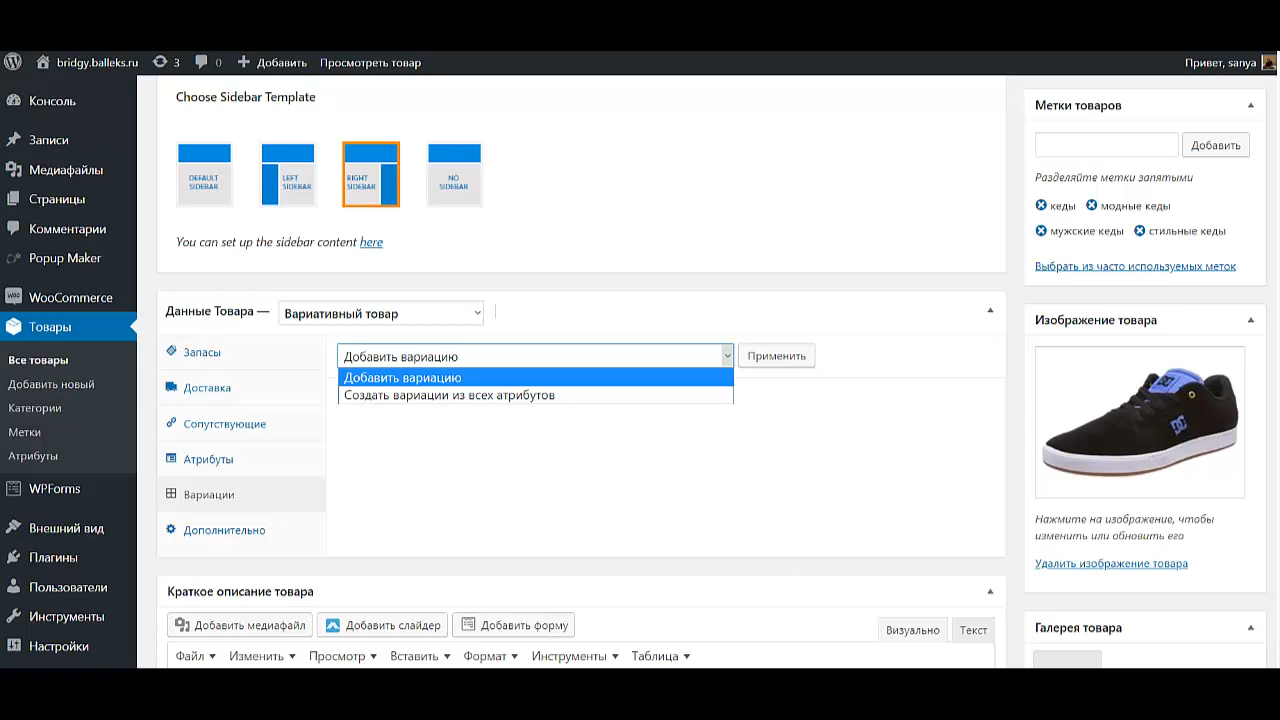 bridgy.balleks.ru 3 0 Добавить Просмотреть товар Привет, sanya
Консоль
Записи
Медиафайлы
Страницы
Комментарии
Popup Maker
WooCommerce
Товары
Все товары
Добавить новый
Категории
Метки
Атрибуты
WPForms
Внешний вид
Плагины
Пользователи
Инструменты
Настройки
Choose Sidebar Template
DEFAULT
SIDEBAR
LEFT
SIDEBAR
RIGHT
SIDEBAR
NO
SIDEBAR
You can set up the sidebar content here
Данные Товара — Вариативный товар
Запасы
Доставка
Сопутствующие
Атрибуты
Вариации
Дополнительно
Добавить вариацию Применить
Добавить вариацию
Создать вариации из всех атрибутов
Краткое описание товара
Добавить медиафайл Добавить слайдер Добавить форму
Визуально Текст
Файл Изменить Просмотр Вставить Формат Инструменты Таблица
Метки товаров
Добавить
Разделяйте метки запятыми
кеды модные кеды
мужские кеды стильные кеды
Выбрать из часто используемых меток
Изображение товара
DC
Нажмите на изображение, чтобы
изменить или обновить его
Удалить изображение товара
Галерея товара